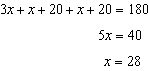 3x + x + 20 + x + 20 = 180
5x = 40
x = 28